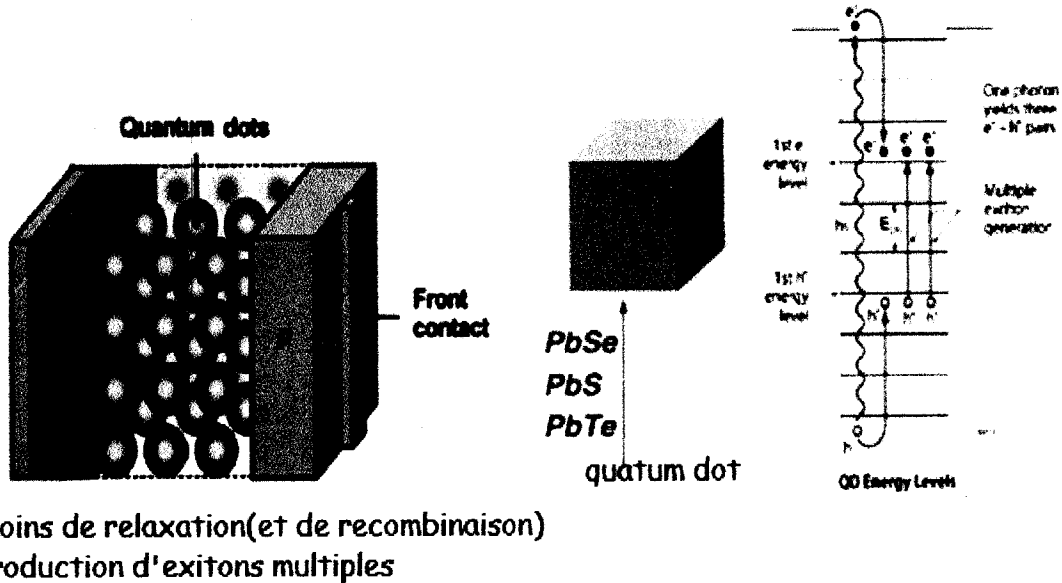 Quantum dots
Front
contact
PbSe
PbS
PbTe
quatum dot
e⁻
One photon
yields three
e⁻ - h⁺ pairs
1st e⁻
energy
level
e⁻ e⁻ e⁻
Multiple
exciton
generation
1st h⁺
energy
level
h⁺ h⁺ h⁺
QD Energy Levels
oins de relaxation(et de recombinaison)
roduction d'exitons multiples